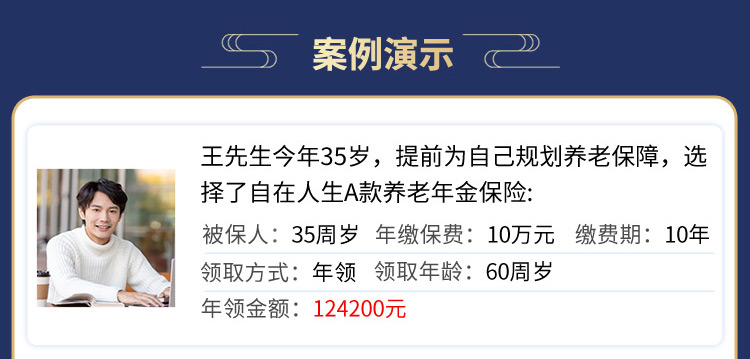 案例演示
王先生今年35岁，提前为自己规划养老保障，选
择了自在人生A款养老年金保险:
被保人：35周岁 年缴保费：10万元 缴费期：10年
领取方式：年领 领取年龄：60周岁
年领金额：124200元